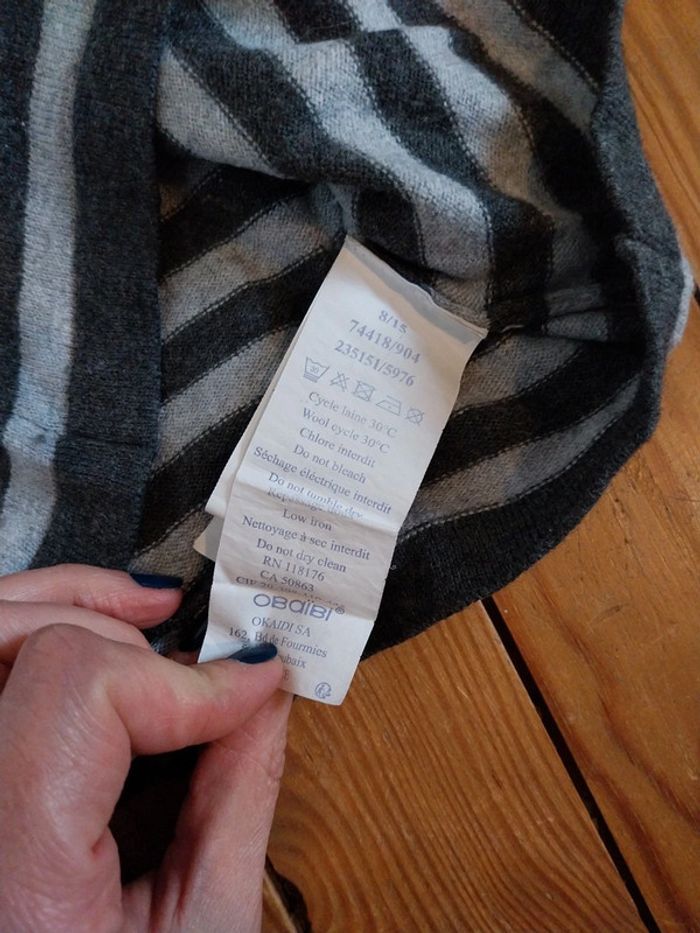 8/15
74418/904
235151/5976
30
Cycle laine 30°C
Wool cycle 30°C
Chlore interdit
Do not bleach
Séchage électrique interdit
Do not tumble dry
Low iron
Nettoyage à sec interdit
Do not dry clean
RN 118176
CA 50863
OBaIBI®
OKAIDI SA
162, Bd de Fourmies